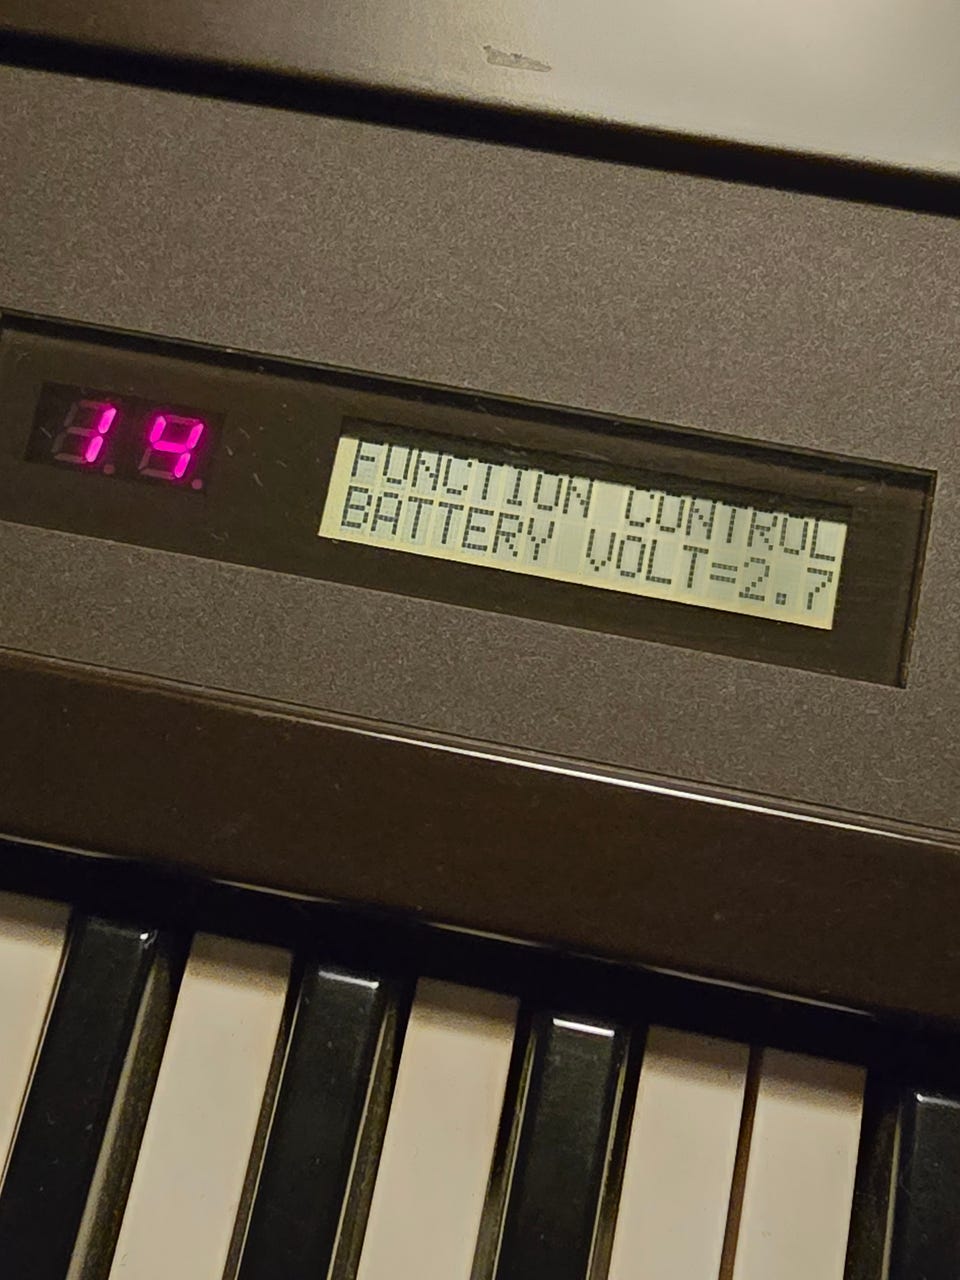 14
FUNCTION CONTROL
BATTERY VOLT=2.7